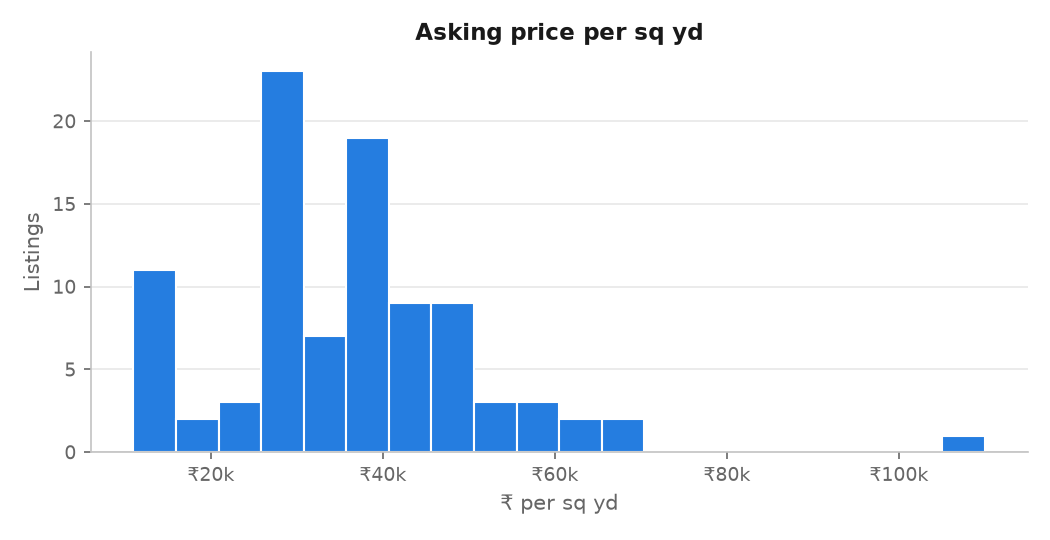 Asking price per sq yd
Listings
20
15
10
5
0
₹20k
₹40k
₹60k
₹80k
₹100k
₹ per sq yd